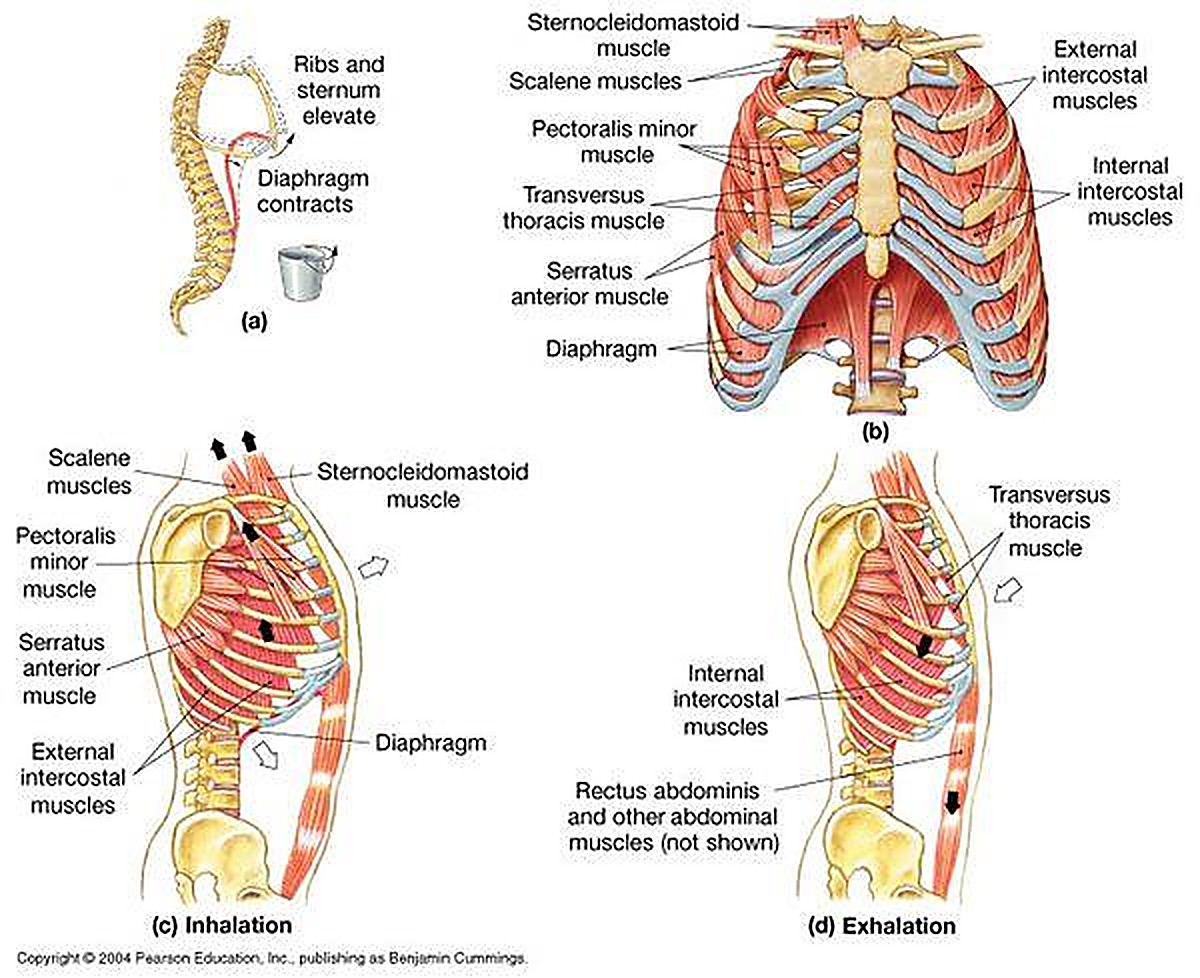 Ribs and
sternum
elevate
Diaphragm
contracts
(a)
Sternocleidomastoid
muscle
Scalene muscles
Pectoralis minor
muscle
Transversus
thoracis muscle
Serratus
anterior muscle
Diaphragm
External
intercostal
muscles
Internal
intercostal
muscles
(b)
Scalene
muscles
Sternocleidomastoid
muscle
Pectoralis
minor
muscle
Serratus
anterior
muscle
External
intercostal
muscles
Diaphragm
(c) Inhalation
Transversus
thoracis
muscle
Internal
intercostal
muscles
Rectus abdominis
and other abdominal
muscles (not shown)
(d) Exhalation
Copyright © 2004 Pearson Education, Inc., publishing as Benjamin Cummings.